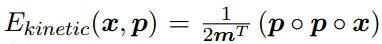 E_{kinetic}(𝒙, 𝒑) = \frac{1}{2𝒎^T} (𝒑 ∘ 𝒑 ∘ 𝒙)